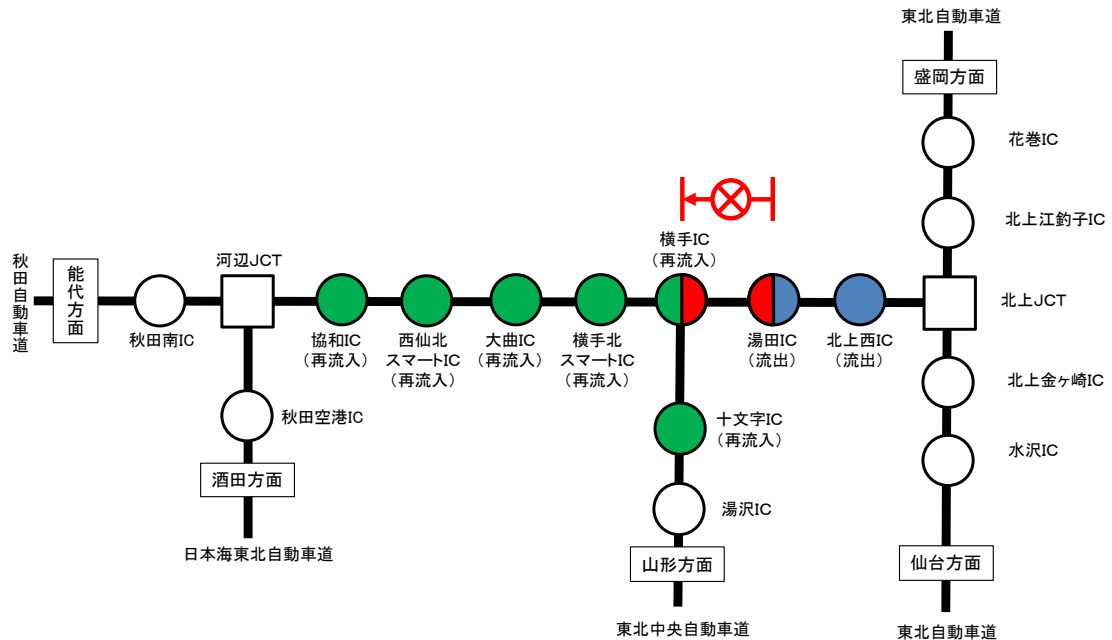 東北自動車道
盛岡方面
花巻IC
北上江釣子IC
横手IC
(再流入)
河辺JCT
秋田自動車道
能代方面
北上JCT
秋田南IC
協和IC
(再流入)
西仙北
スマートIC
(再流入)
大曲IC
(再流入)
横手北
スマートIC
(再流入)
湯田IC
(流出)
北上西IC
(流出)
北上金ヶ崎IC
秋田空港IC
十文字IC
(再流入)
水沢IC
酒田方面
湯沢IC
日本海東北自動車道
山形方面
仙台方面
東北中央自動車道
東北自動車道